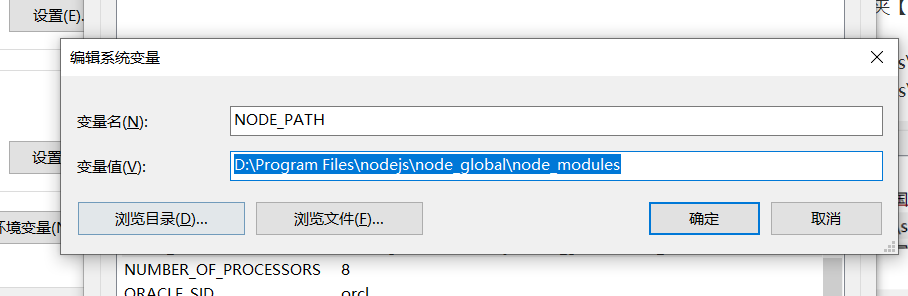 设置(E).
夹【
编辑系统变量
变量名(N):
NODE_PATH
变量值(V):
D:\Program Files\nodejs\node_global\node_modules
设置
浏览目录(D)...
浏览文件(F)...
确定
取消
环境变量(N
NUMBER_OF_PROCESSORS 8
ORACLE_SID orcl